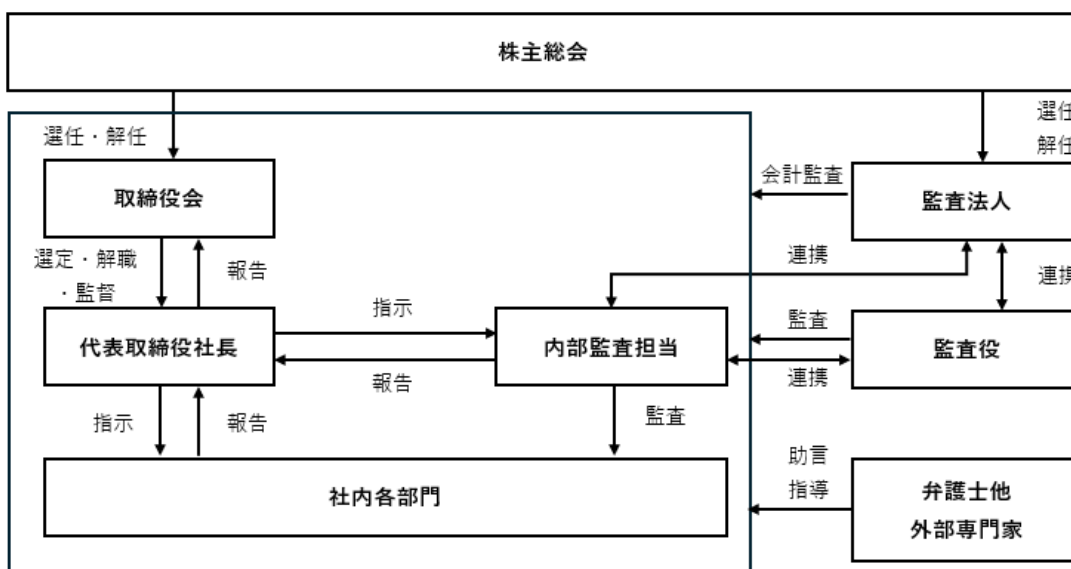 株主総会
選任・解任
選任
解任
取締役会
会計監査
監査法人
選定・解職
・監督
報告
連携
連携
代表取締役社長
指示
報告
内部監査担当
監査
連携
監査役
指示
報告
監査
社内各部門
助言
指導
弁護士他
外部専門家